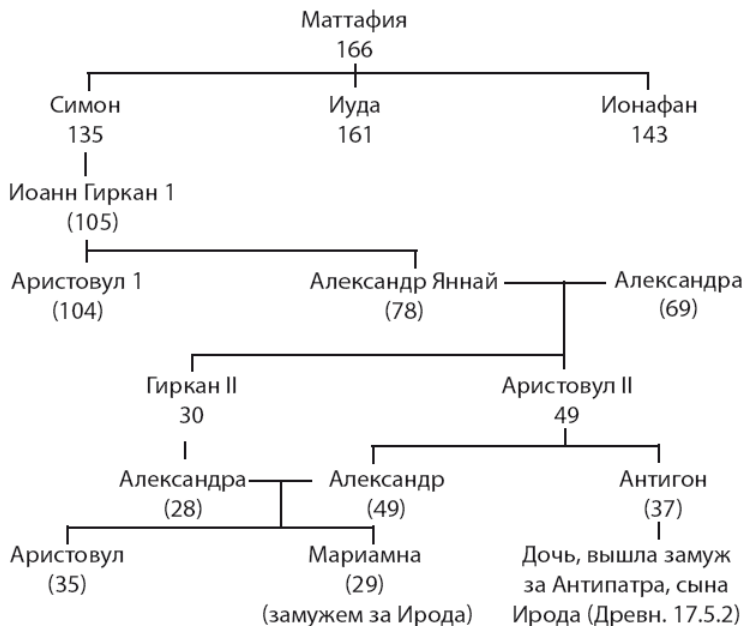 Маттафия
166
Симон Иуда Ионафан
135 161 143
Иоанн Гиркан 1
(105)
Аристовул 1 Александр Яннай Александра
(104) (78) (69)
Гиркан II Аристовул II
30 49
Александра Александр Антигон
(28) (49) (37)
Аристовул Мариамна Дочь, вышла замуж
(35) (29) за Антипатра, сына
(замужем за Ирода) Ирода (Древн. 17.5.2)